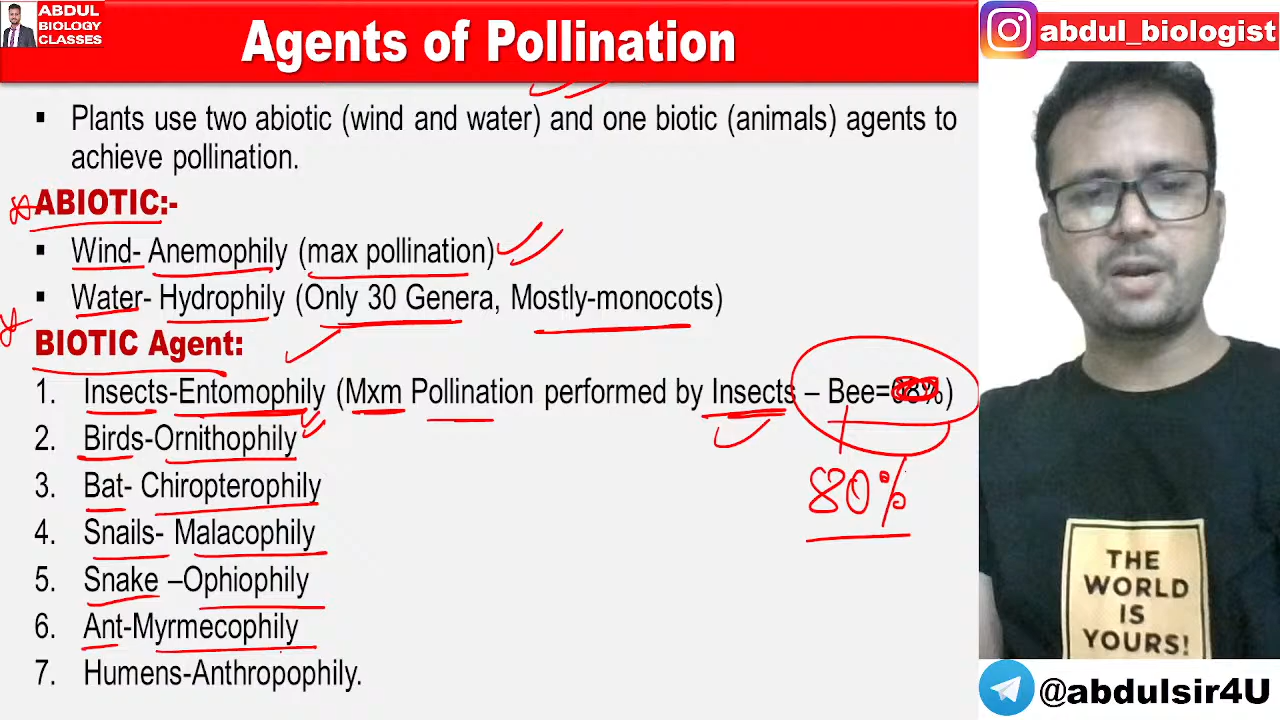 ABDUL
BIOLOGY
CLASSES
Agents of Pollination
abdul_biologist
▪ Plants use two abiotic (wind and water) and one biotic (animals) agents to
achieve pollination.
ABIOTIC:-
▪ Wind- Anemophily (max pollination)
▪ Water- Hydrophily (Only 30 Genera, Mostly-monocots)
BIOTIC Agent:
1. Insects-Entomophily (Mxm Pollination performed by Insects – Bee=%)
80%
2. Birds-Ornithophily
3. Bat- Chiropterophily
4. Snails- Malacophily
5. Snake –Ophiophily
6. Ant-Myrmecophily
7. Humens-Anthropophily.
THE
WORLD
IS
YOURS!
@abdulsir4U